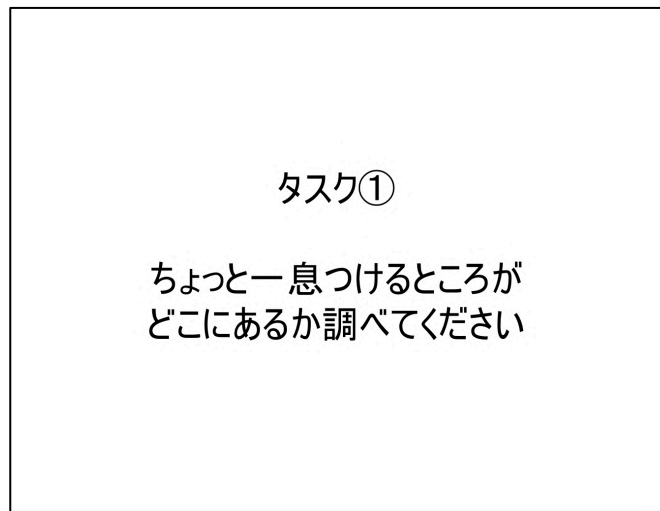 タスク①
ちょっと一息つけるところが
どこにあるか調べてください